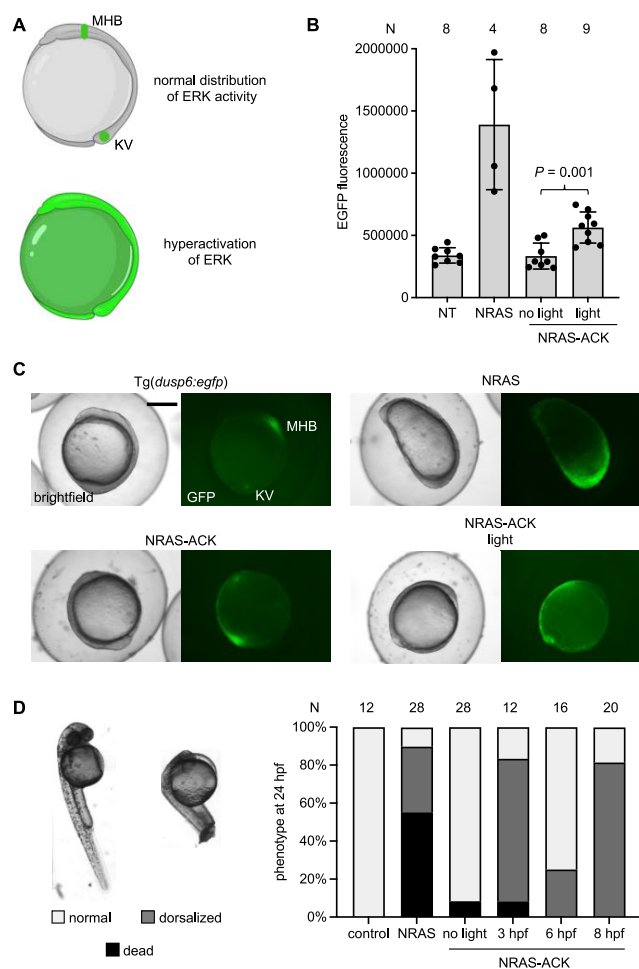 A
MHB
normal distribution
of ERK activity
KV
hyperactivation
of ERK
B
N 8 4 8 9
2000000
1500000
1000000
500000
0
EGFP fluorescence
P = 0.001
NT NRAS no light light
NRAS-ACK
C
Tg(dusp6:egfp)
NRAS
MHB
brightfield
GFP
KV
NRAS-ACK
NRAS-ACK
light
D
normal
dorsalized
dead
N 12 28 28 12 16 20
100%
80%
60%
40%
20%
0%
phenotype at 24 hpf
control NRAS no light 3 hpf 6 hpf 8 hpf
NRAS-ACK